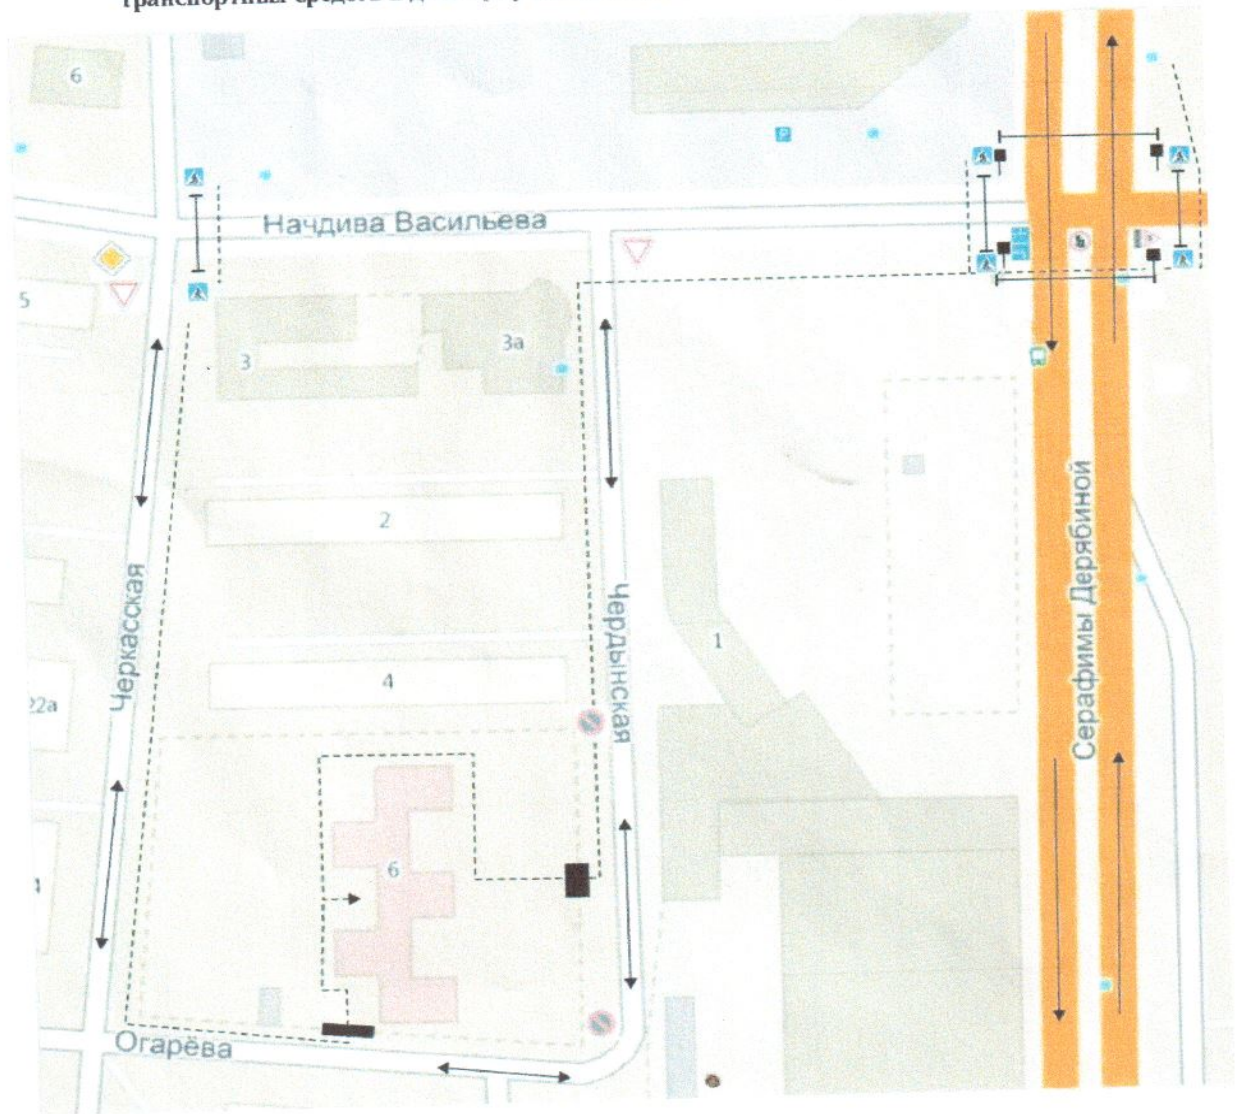 6
P
Начдива Васильева
5
3
3а
2
Черкасская
Чердынская
1
Серафимы Дерябиной
4
22а
6
Огарёва